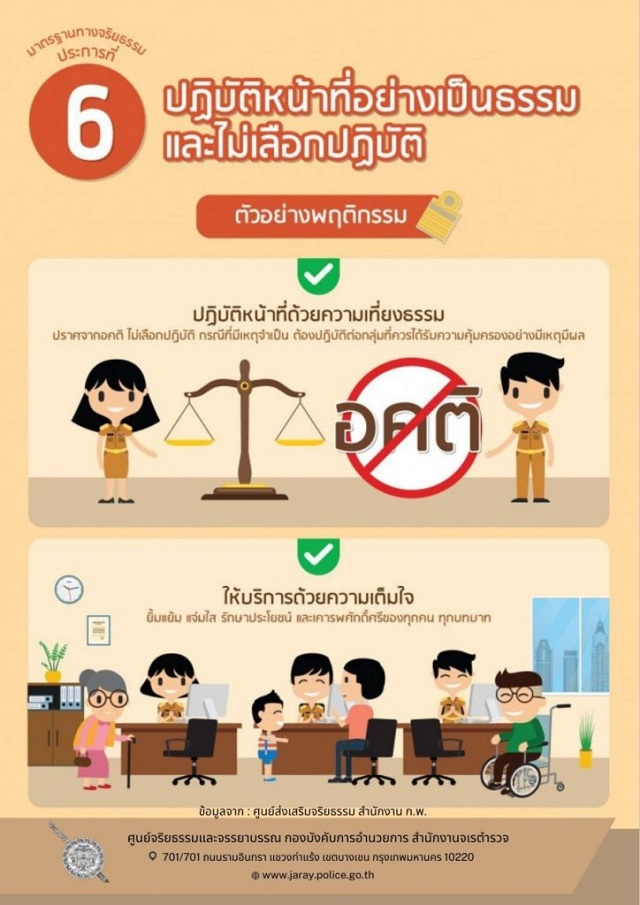 มาตรฐานทางจริยธรรม
ประการที่
6
ปฏิบัติหน้าที่อย่างเป็นธรรม
และไม่เลือกปฏิบัติ
ตัวอย่างพฤติกรรม
ปฏิบัติหน้าที่ด้วยความเที่ยงธรรม
ปราศจากอคติ ไม่เลือกปฏิบัติ กรณีที่มีเหตุจำเป็น ต้องปฏิบัติต่อกลุ่มที่ควรได้รับความคุ้มครองอย่างมีเหตุมีผล
อคติ
ให้บริการด้วยความเต็มใจ
ยิ้มแย้ม แจ่มใส รักษาประโยชน์ และเคารพศักดิ์ศรีของทุกคน ทุกบทบาท
ข้อมูลจาก : ศูนย์ส่งเสริมจริยธรรม สำนักงาน ก.พ.
ศูนย์จริยธรรมและจรรยาบรรณ กองบังคับการอำนวยการ สำนักงานจเรตำรวจ
701/701 ถนนรามอินทรา แขวงท่าแร้ง เขตบางเขน กรุงเทพมหานคร 10220
www.jaray.police.go.th